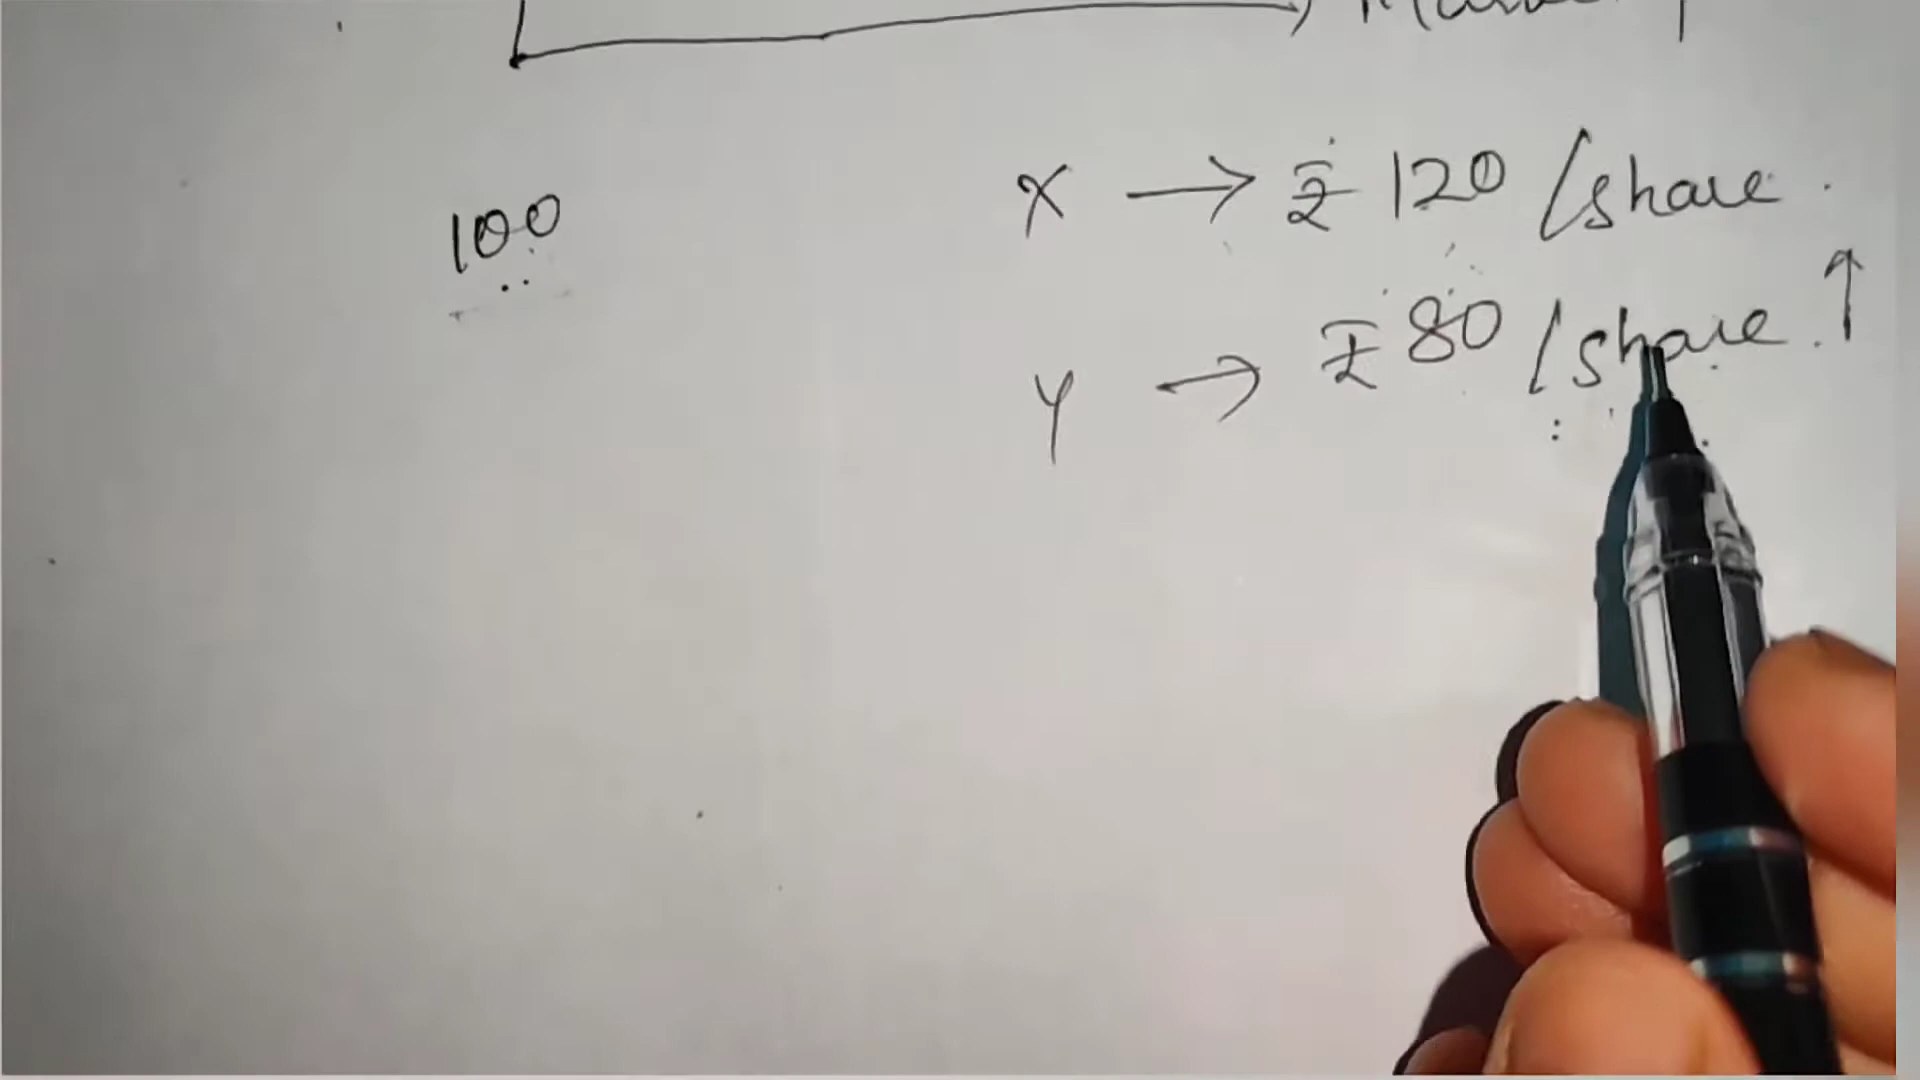 X → ₹ 120 /share
100
Y → ₹ 80 /share ↑